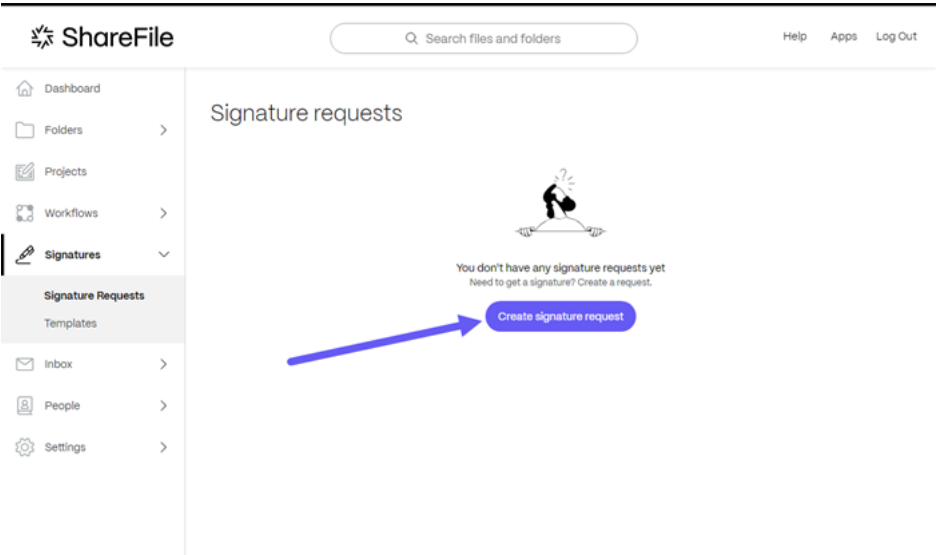 ShareFile
Search files and folders
Help
Apps
Log Out
Dashboard
Folders
Projects
Workflows
Signatures
Signature Requests
Templates
Inbox
People
Settings
Signature requests
?
You don't have any signature requests yet
Need to get a signature? Create a request.
Create signature request